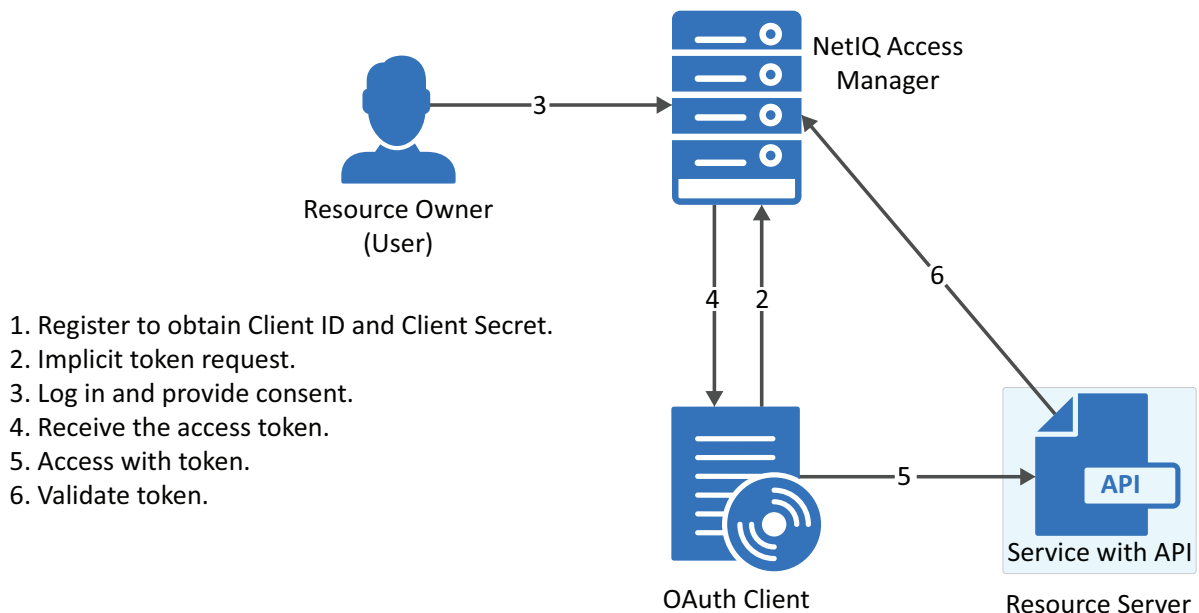 NetIQ Access
Manager
3
Resource Owner
(User)
6
4
2
1. Register to obtain Client ID and Client Secret.
2. Implicit token request.
3. Log in and provide consent.
4. Receive the access token.
5. Access with token.
6. Validate token.
5
API
Service with API
OAuth Client
Resource Server